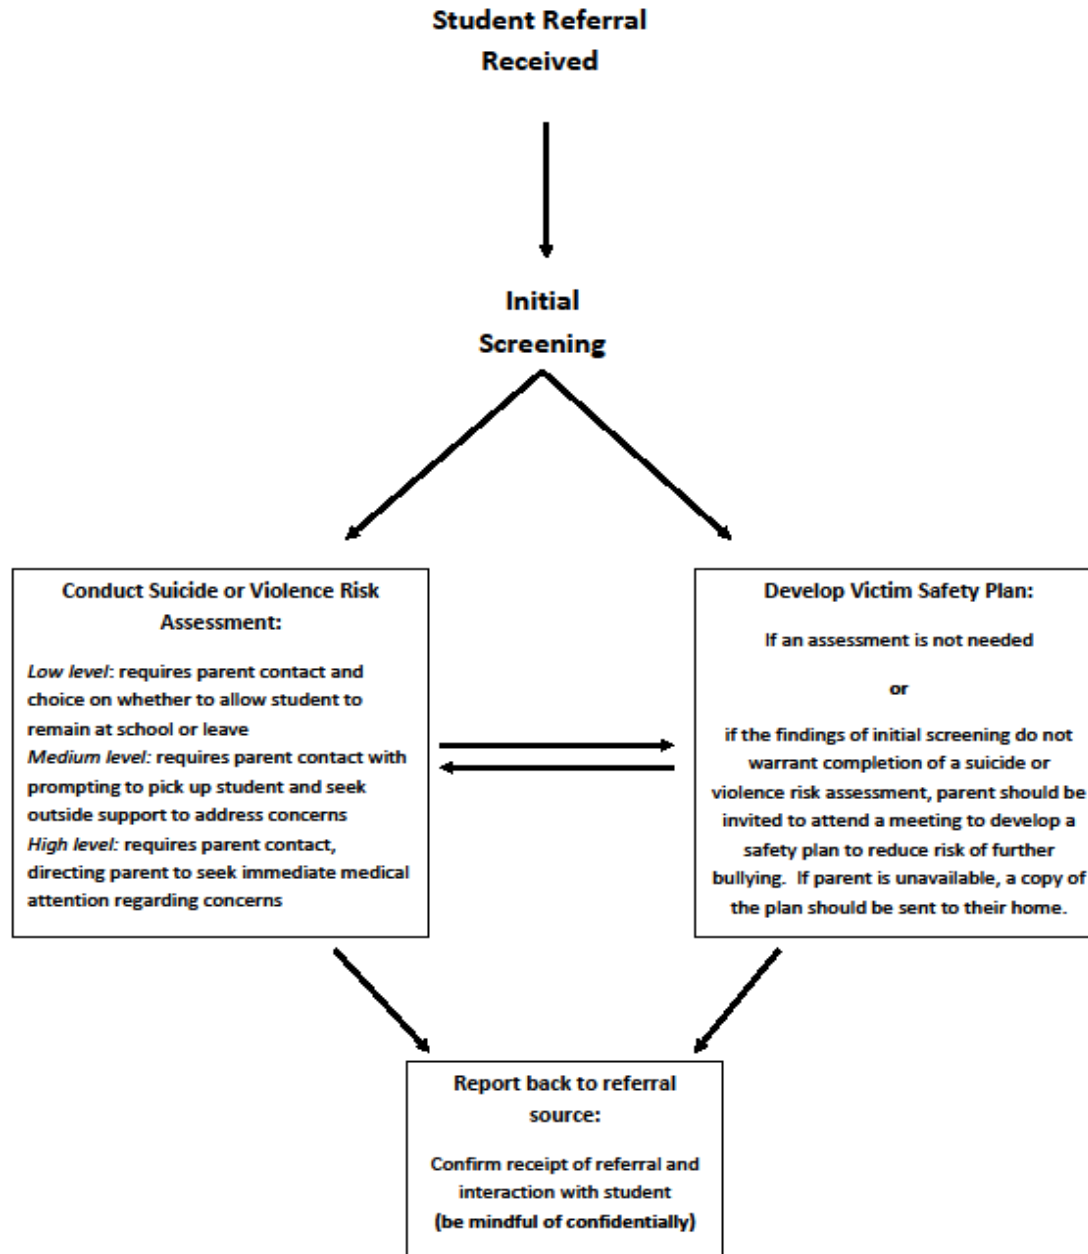 Student Referral
Received
Initial
Screening
Conduct Suicide or Violence Risk
Assessment:
Low level: requires parent contact and
choice on whether to allow student to
remain at school or leave
Medium level: requires parent contact with
prompting to pick up student and seek
outside support to address concerns
High level: requires parent contact,
directing parent to seek immediate medical
attention regarding concerns
Develop Victim Safety Plan:
If an assessment is not needed
or
if the findings of initial screening do not
warrant completion of a suicide or
violence risk assessment, parent should be
invited to attend a meeting to develop a
safety plan to reduce risk of further
bullying.  If parent is unavailable, a copy of
the plan should be sent to their home.
Report back to referral
source:
Confirm receipt of referral and
interaction with student
(be mindful of confidentially)